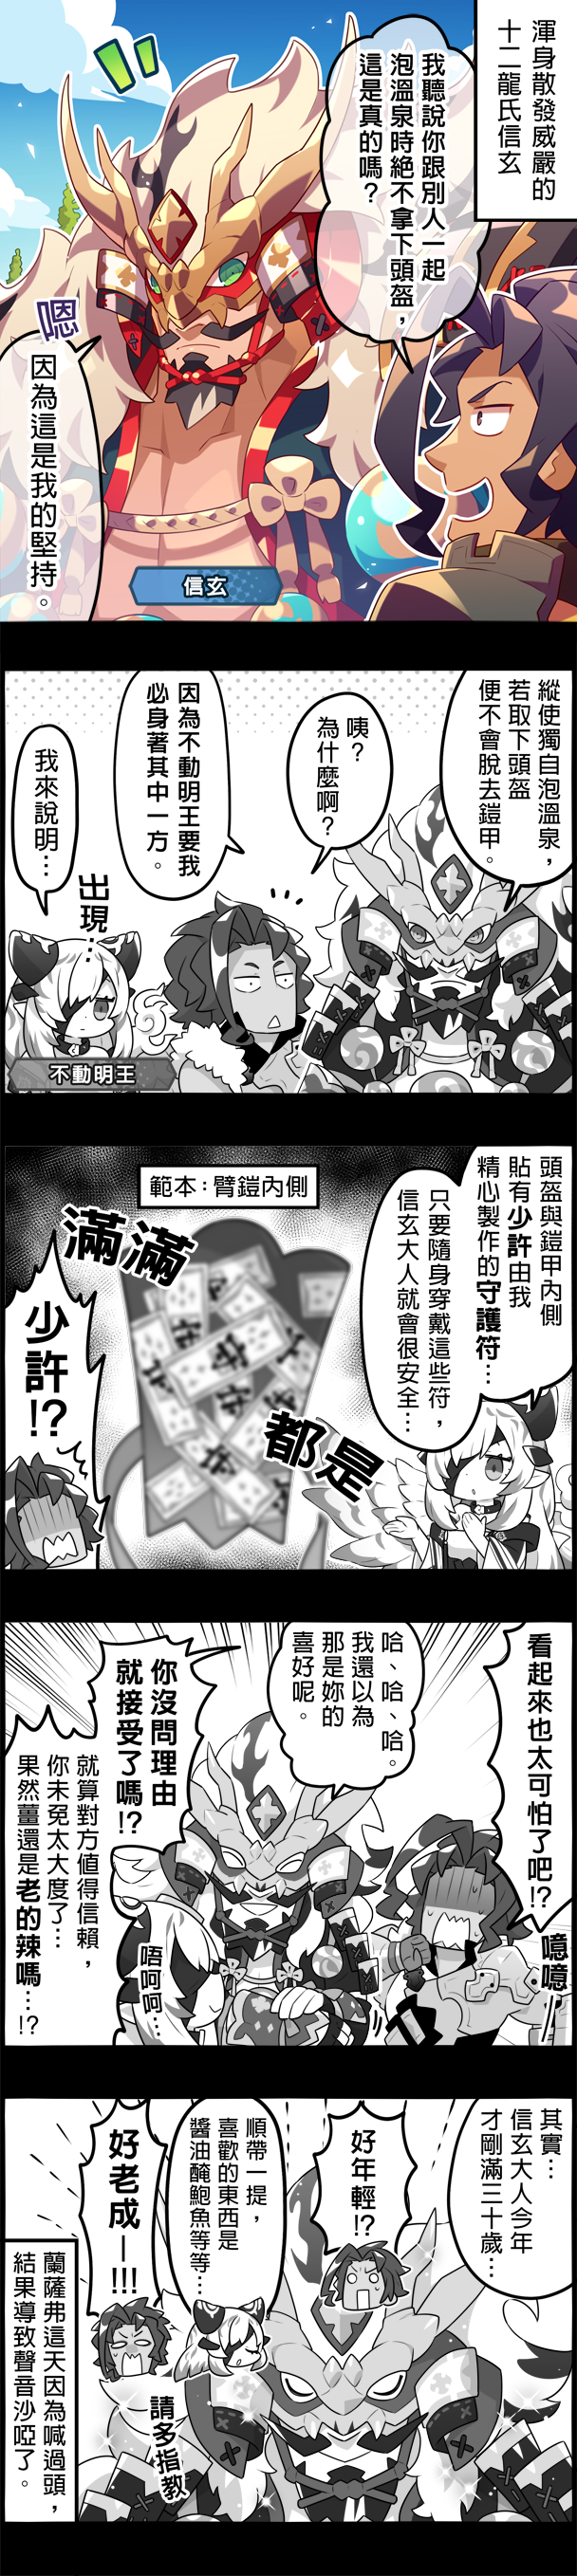 渾身散發威嚴的
十二龍氏信玄
我聽說你跟別人一起
泡溫泉時絕不拿下頭盔，
這是真的嗎？
嗯
因為這是我的堅持。
信玄
縱使獨自泡溫泉，
若取下頭盔
便不會脫去鎧甲。
咦？
為什麼啊？
因為不動明王要我
必身著其中一方。
我來說明…
出現…
不動明王
頭盔與鎧甲內側
貼有少許由我
精心製作的守護符…
只要隨身穿戴這些符，
信玄大人就會很安全…
範本：臂鎧內側
滿滿
都是
少許!?
看起來也太可怕了吧!?
噫噫…
哈、哈、哈。
我還以為
那是妳的
喜好呢。
你沒問理由
就接受了嗎!?
就算對方值得信賴，
你未免太大度了…
果然薑還是老的辣嗎…!?
唔呵呵…
其實…
信玄大人今年
才剛滿三十歲…
好年輕!?
順帶一提，
喜歡的東西是
醬油醃鮑魚等等…
好老成—!!!
請多指教
蘭薩弗這天因為喊過頭，
結果導致聲音沙啞了。